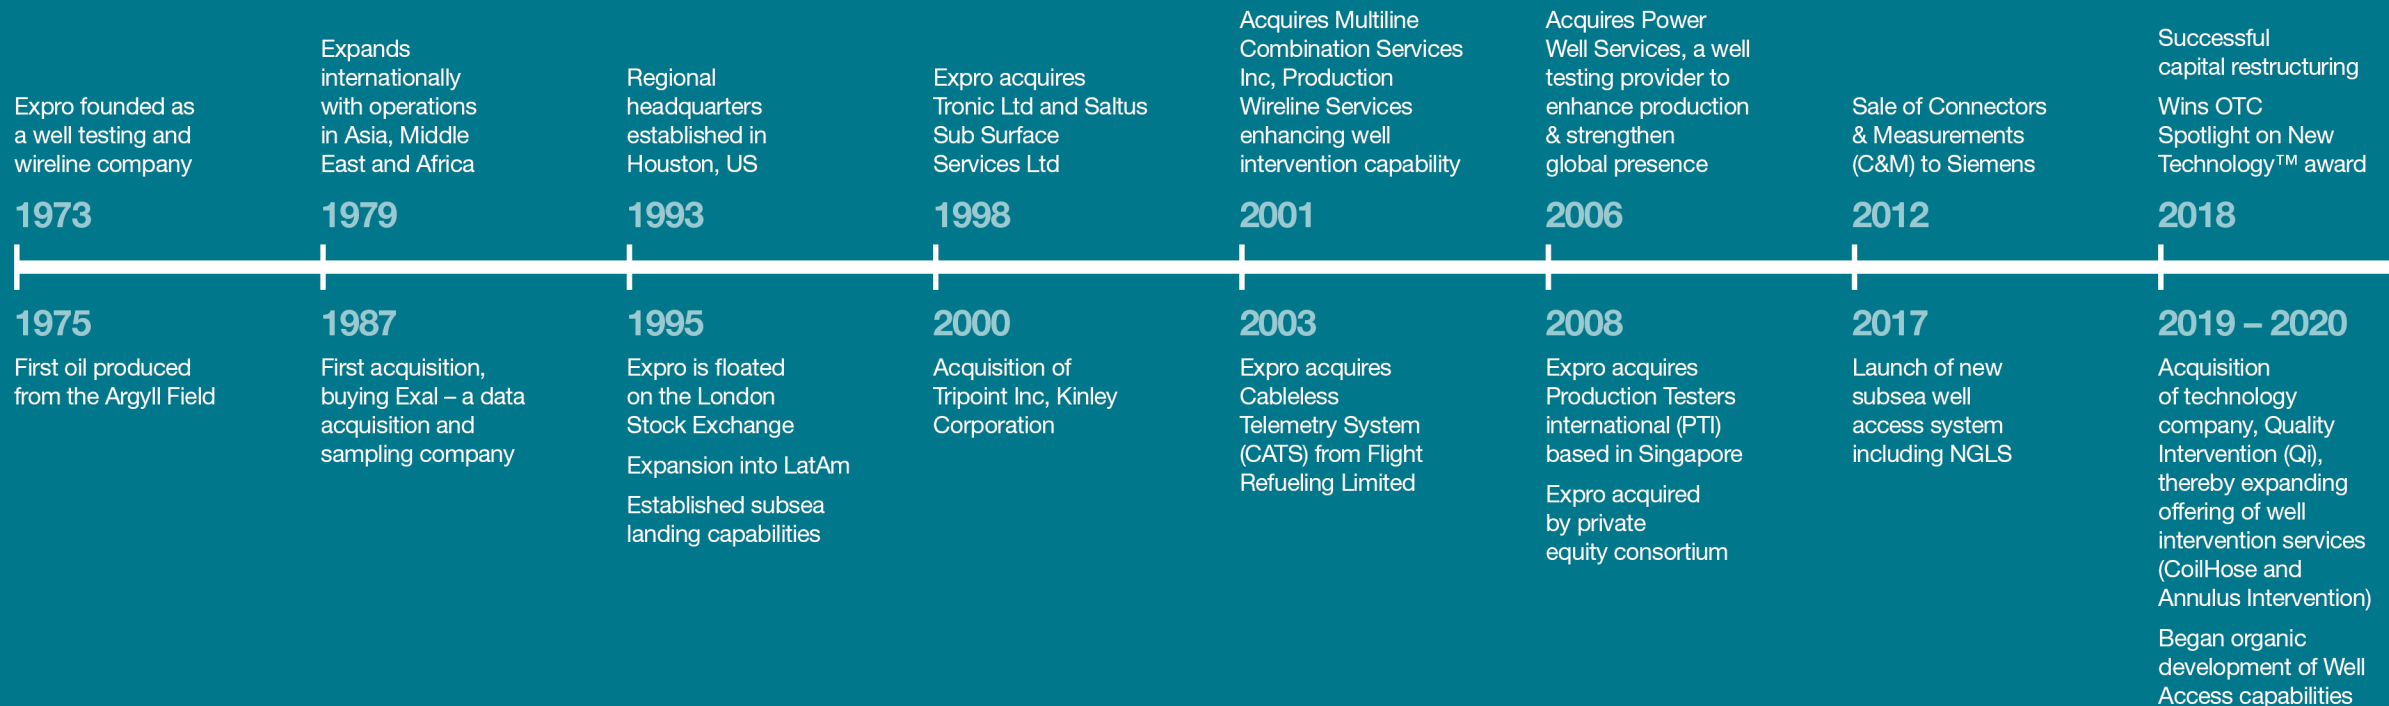 Expro founded as
a well testing and
wireline company
1973
1975
First oil produced
from the Argyll Field
Expands
internationally
with operations
in Asia, Middle
East and Africa
1979
1987
First acquisition,
buying Exal – a data
acquisition and
sampling company
Regional
headquarters
established in
Houston, US
1993
1995
Expro is floated
on the London
Stock Exchange
Expansion into LatAm
Established subsea
landing capabilities
Expro acquires
Tronic Ltd and Saltus
Sub Surface
Services Ltd
1998
2000
Acquisition of
Tripoint Inc, Kinley
Corporation
Acquires Multiline
Combination Services
Inc, Production
Wireline Services
enhancing well
intervention capability
2001
2003
Expro acquires
Cableless
Telemetry System
(CATS) from Flight
Refueling Limited
Acquires Power
Well Services, a well
testing provider to
enhance production
& strengthen
global presence
2006
2008
Expro acquires
Production Testers
international (PTI)
based in Singapore
Expro acquired
by private
equity consortium
Sale of Connectors
& Measurements
(C&M) to Siemens
2012
2017
Launch of new
subsea well
access system
including NGLS
Successful
capital restructuring
Wins OTC
Spotlight on New
Technology™ award
2018
2019 – 2020
Acquisition
of technology
company, Quality
Intervention (Qi),
thereby expanding
offering of well
intervention services
(CoilHose and
Annulus Intervention)
Began organic
development of Well
Access capabilities